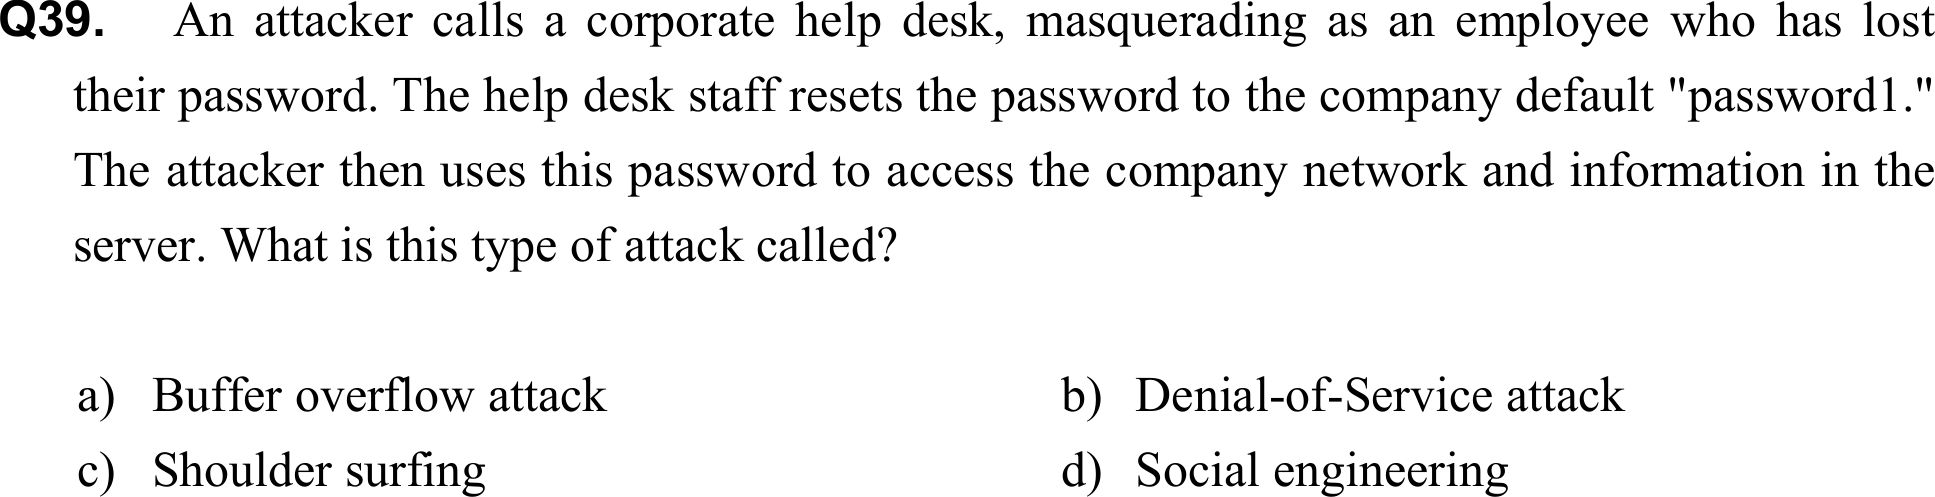 Q39. An attacker calls a corporate help desk, masquerading as an employee who has lost
their password. The help desk staff resets the password to the company default "password1."
The attacker then uses this password to access the company network and information in the
server. What is this type of attack called?
a) Buffer overflow attack b) Denial-of-Service attack
c) Shoulder surfing d) Social engineering